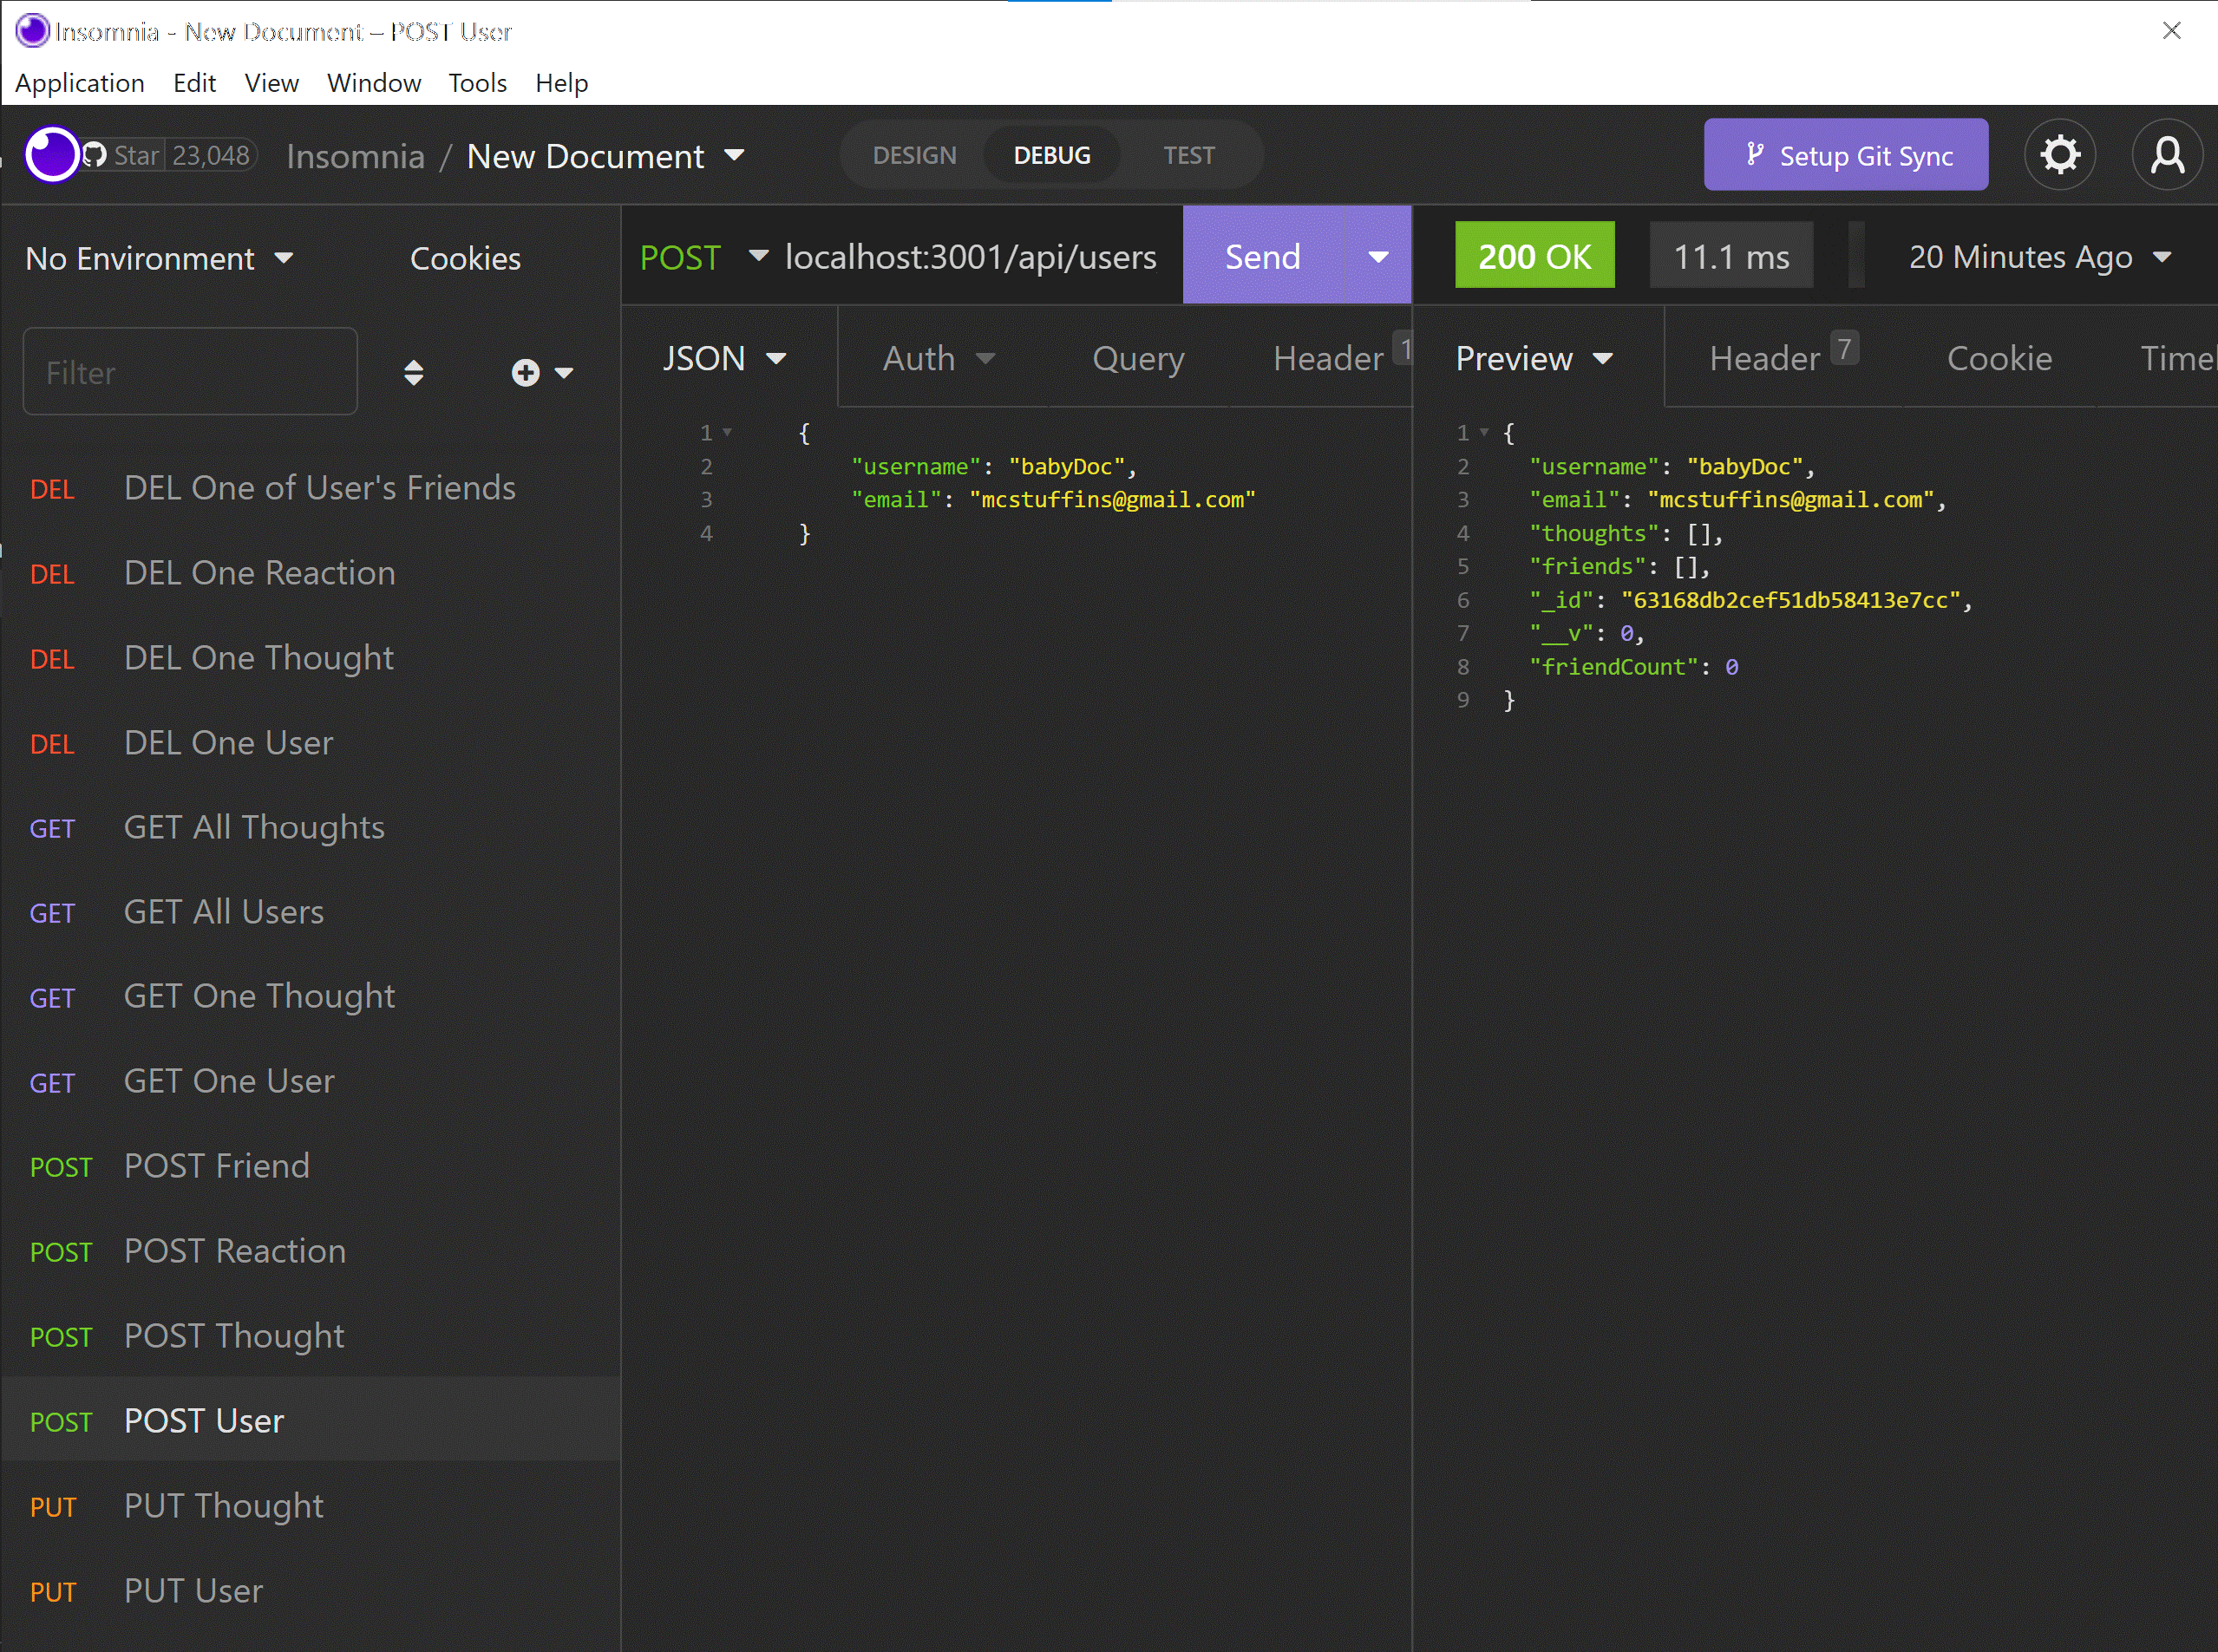 Insomnia - New Document – POST User
Application Edit View Window Tools Help
Star 23,048 Insomnia / New Document DESIGN DEBUG TEST Setup Git Sync
No Environment Cookies
POST localhost:3001/api/users Send 200 OK 11.1 ms 20 Minutes Ago
Filter
JSON Auth Query Header 1
Preview Header 7 Cookie Timel
DEL DEL One of User's Friends
DEL DEL One Reaction
DEL DEL One Thought
DEL DEL One User
GET GET All Thoughts
GET GET All Users
GET GET One Thought
GET GET One User
POST POST Friend
POST POST Reaction
POST POST Thought
POST POST User
PUT PUT Thought
PUT PUT User
1 {
2 "username": "babyDoc",
3 "email": "mcstuffins@gmail.com"
4 }
1 {
2 "username": "babyDoc",
3 "email": "mcstuffins@gmail.com",
4 "thoughts": [],
5 "friends": [],
6 "_id": "63168db2cef51db58413e7cc",
7 "__v": 0,
8 "friendCount": 0
9 }